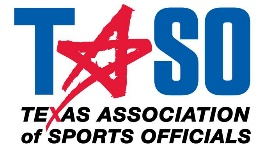 TASO
TEXAS ASSOCIATION
of SPORTS OFFICIALS